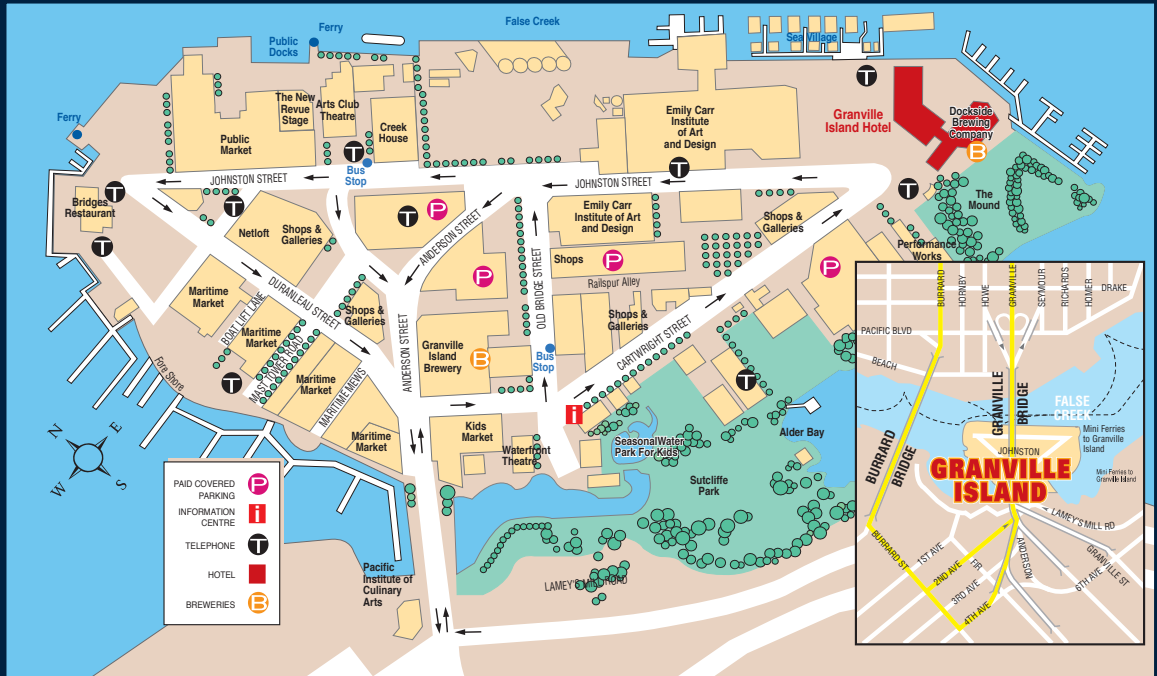 False Creek
Ferry
Public
Docks
Sea Village
T
Ferry
The New
Revue
Stage
Arts Club
Theatre
Creek
House
Public
Market
T
Bus
Stop
Emily Carr
Institute
of Art
and Design
T
Granville
Island Hotel
Dockside
Brewing
Company
B
JOHNSTON STREET
JOHNSTON STREET
T
T
T
The
Mound
Bridges
Restaurant
T
Netloft
Shops &
Galleries
T
P
ANDERSON STREET
Emily Carr
Institute of Art
and Design
Shops &
Galleries
Performance
Works
Shops
P
P
P
Railspur Alley
OLD BRIDGE STREET
Maritime
Market
DURANLEAU STREET
BOAT LIFT LANE
Maritime
Market
MAST TOWER ROAD
Shops &
Galleries
Shops &
Galleries
CARTWRIGHT STREET
ANDERSON STREET
Granville
Island
Brewery
B
Bus
Stop
T
Fore Shore
T
Maritime
Market
MARITIME MEWS
Maritime
Market
Kids
Market
Waterfront
Theatre
i
Seasonal Water
Park For Kids
Alder Bay
Sutcliffe
Park
Pacific
Institute of
Culinary
Arts
LAMEY'S MILL ROAD
N
E
W
S
PAID COVERED
PARKING
P
INFORMATION
CENTRE
i
TELEPHONE
T
HOTEL
BREWERIES
B
BURRARD
HORNBY
HOWE
GRANVILLE
SEYMOUR
RICHARDS
HOMER
DRAKE
PACIFIC BLVD
BEACH
GRANVILLE
BRIDGE
FALSE
CREEK
BURRARD
BRIDGE
Mini Ferries
to Granville
Island
JOHNSTON
GRANVILLE
ISLAND
Mini Ferries to
Granville Island
LAMEY'S MILL RD
BURRARD ST
1ST AVE
2ND AVE
FIR
3RD AVE
4TH AVE
ANDERSON
GRANVILLE ST
6TH AVE